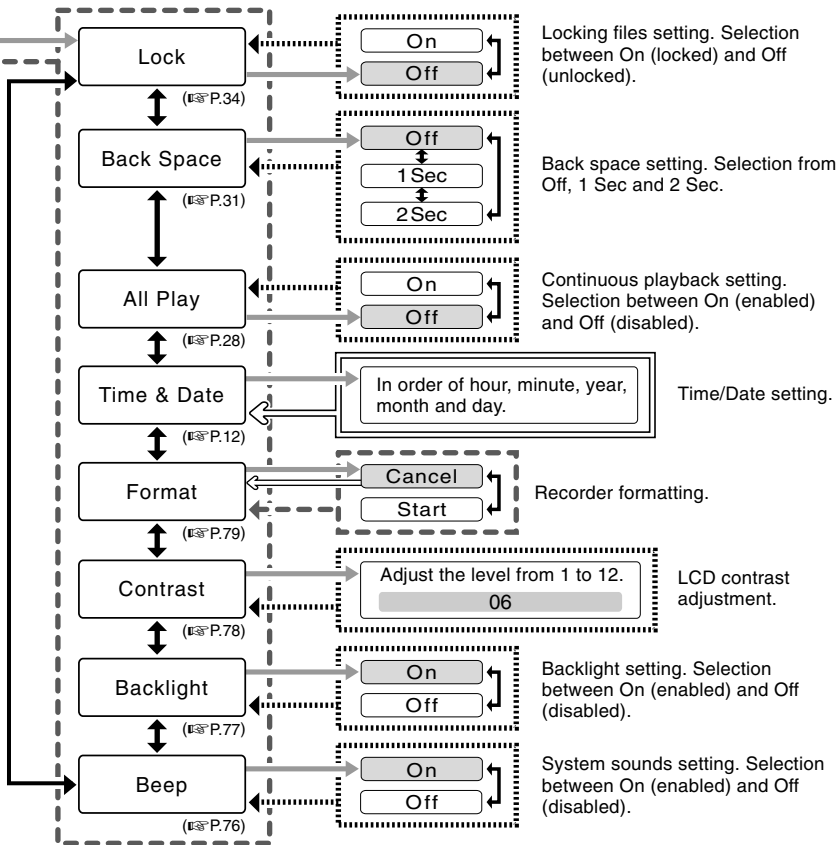 Lock
(☞P.34)
On
Off
Locking files setting. Selection
between On (locked) and Off
(unlocked).
Back Space
(☞P.31)
Off
1Sec
2Sec
Back space setting. Selection from
Off, 1 Sec and 2 Sec.
All Play
(☞P.28)
On
Off
Continuous playback setting.
Selection between On (enabled)
and Off (disabled).
Time & Date
(☞P.12)
In order of hour, minute, year,
month and day.
Time/Date setting.
Format
(☞P.79)
Cancel
Start
Recorder formatting.
Contrast
(☞P.78)
Adjust the level from 1 to 12.
06
LCD contrast
adjustment.
Backlight
(☞P.77)
On
Off
Backlight setting. Selection
between On (enabled) and Off
(disabled).
Beep
(☞P.76)
On
Off
System sounds setting. Selection
between On (enabled) and Off
(disabled).